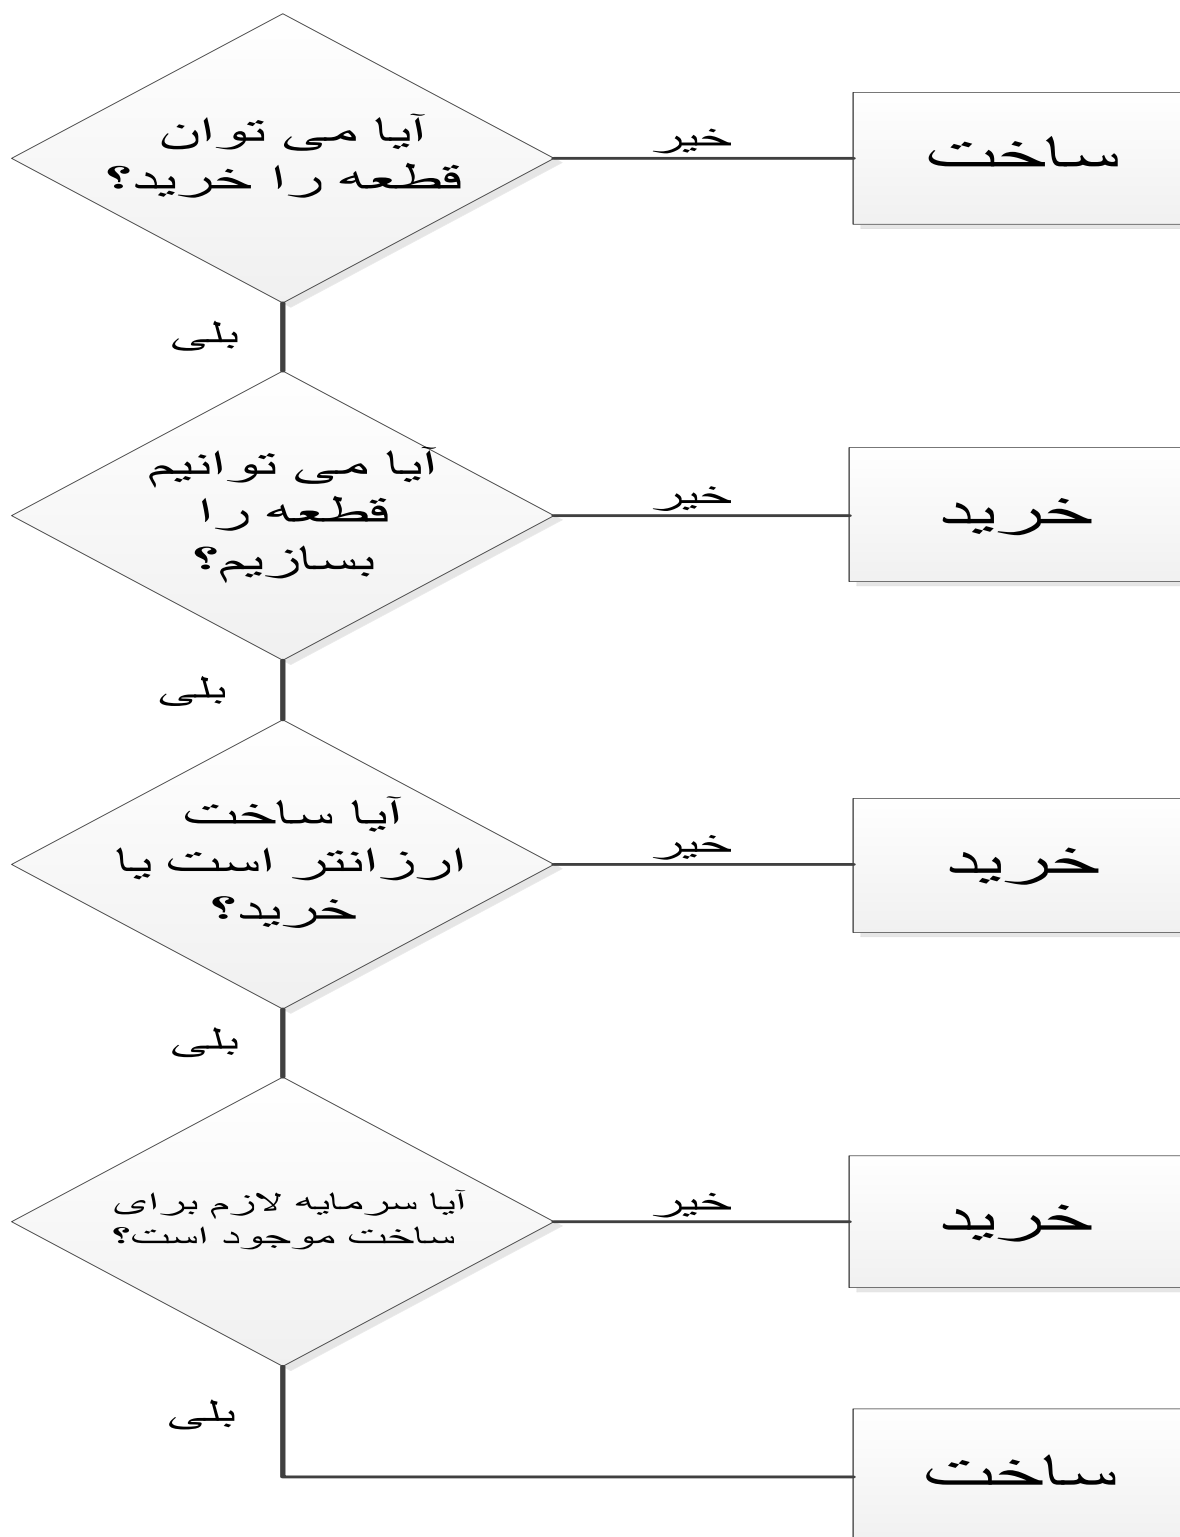 آیا می توان
قطعه را خرید؟
خیر
ساخت
بلی
آیا می توانیم
قطعه را
بسازیم؟
خیر
خرید
بلی
آیا ساخت
ارزانتر است یا
خرید؟
خیر
خرید
بلی
آیا سرمایه لازم برای
ساخت موجود است؟
خیر
خرید
بلی
ساخت